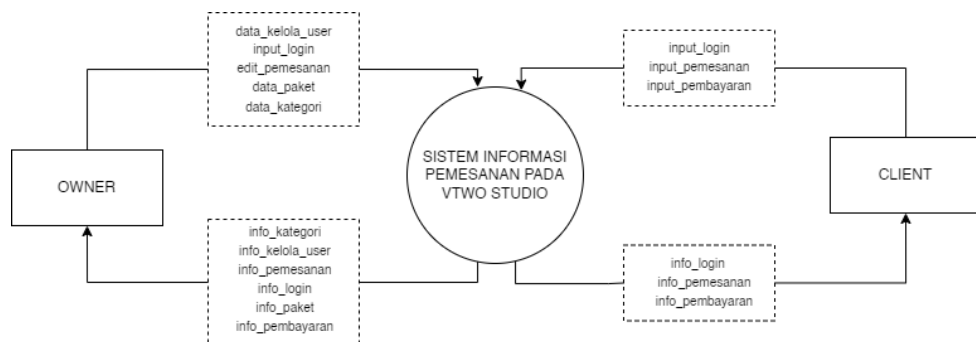 data_kelola_user
input_login
edit_pemesanan
data_paket
data_kategori
input_login
input_pemesanan
input_pembayaran
OWNER
SISTEM INFORMASI
PEMESANAN PADA
VTWO STUDIO
CLIENT
info_kategori
info_kelola_user
info_pemesanan
info_login
info_paket
info_pembayaran
info_login
info_pemesanan
info_pembayaran